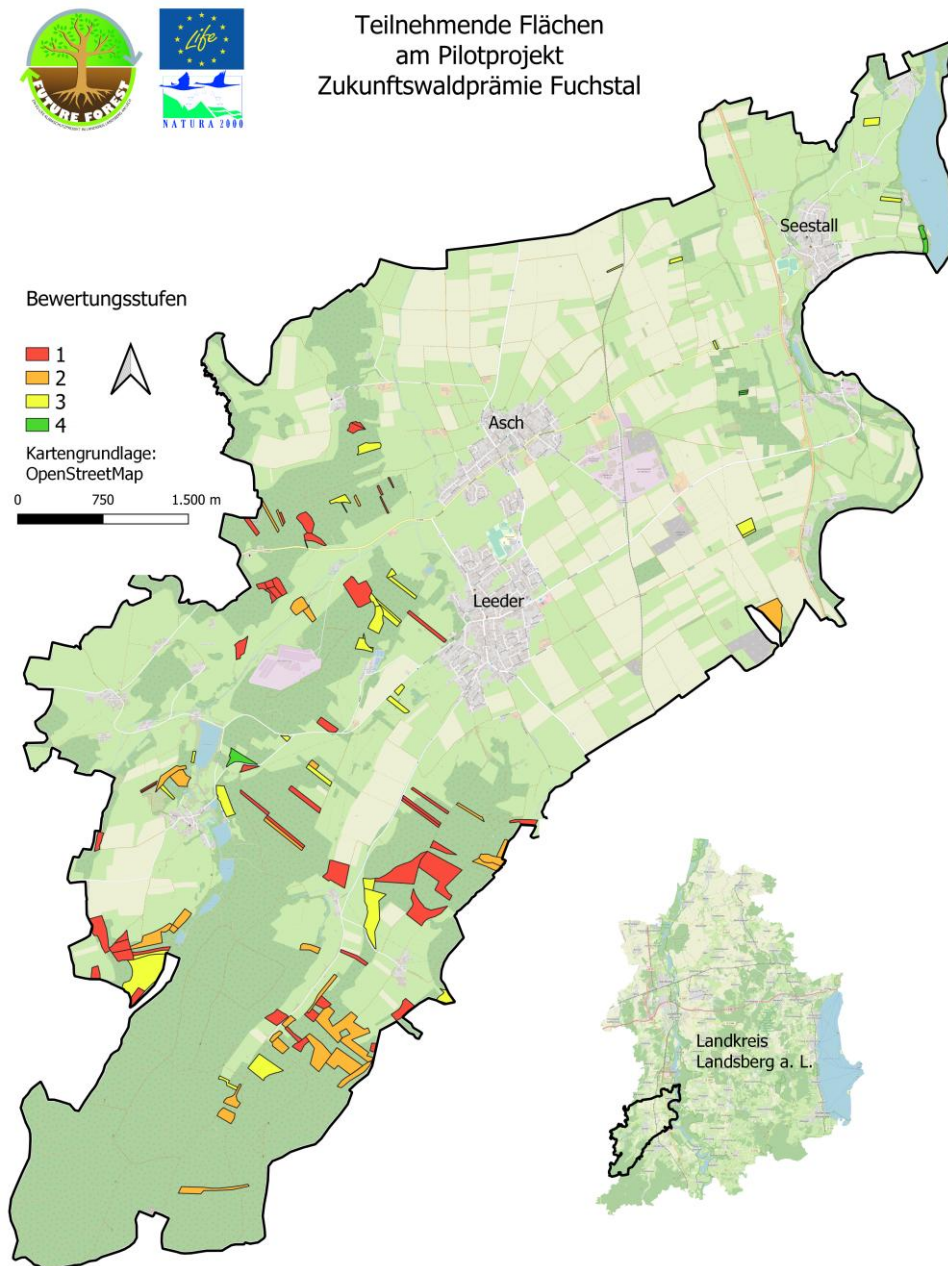 Teilnehmende Flächen
am Pilotprojekt
Zukunftswaldprämie Fuchstal
FUTURE FOREST
Life
NATURA 2000
Seestall
Bewertungsstufen
1
2
3
4
Kartengrundlage:
OpenStreetMap
0 750 1.500 m
Asch
Leeder
Landkreis
Landsberg a. L.